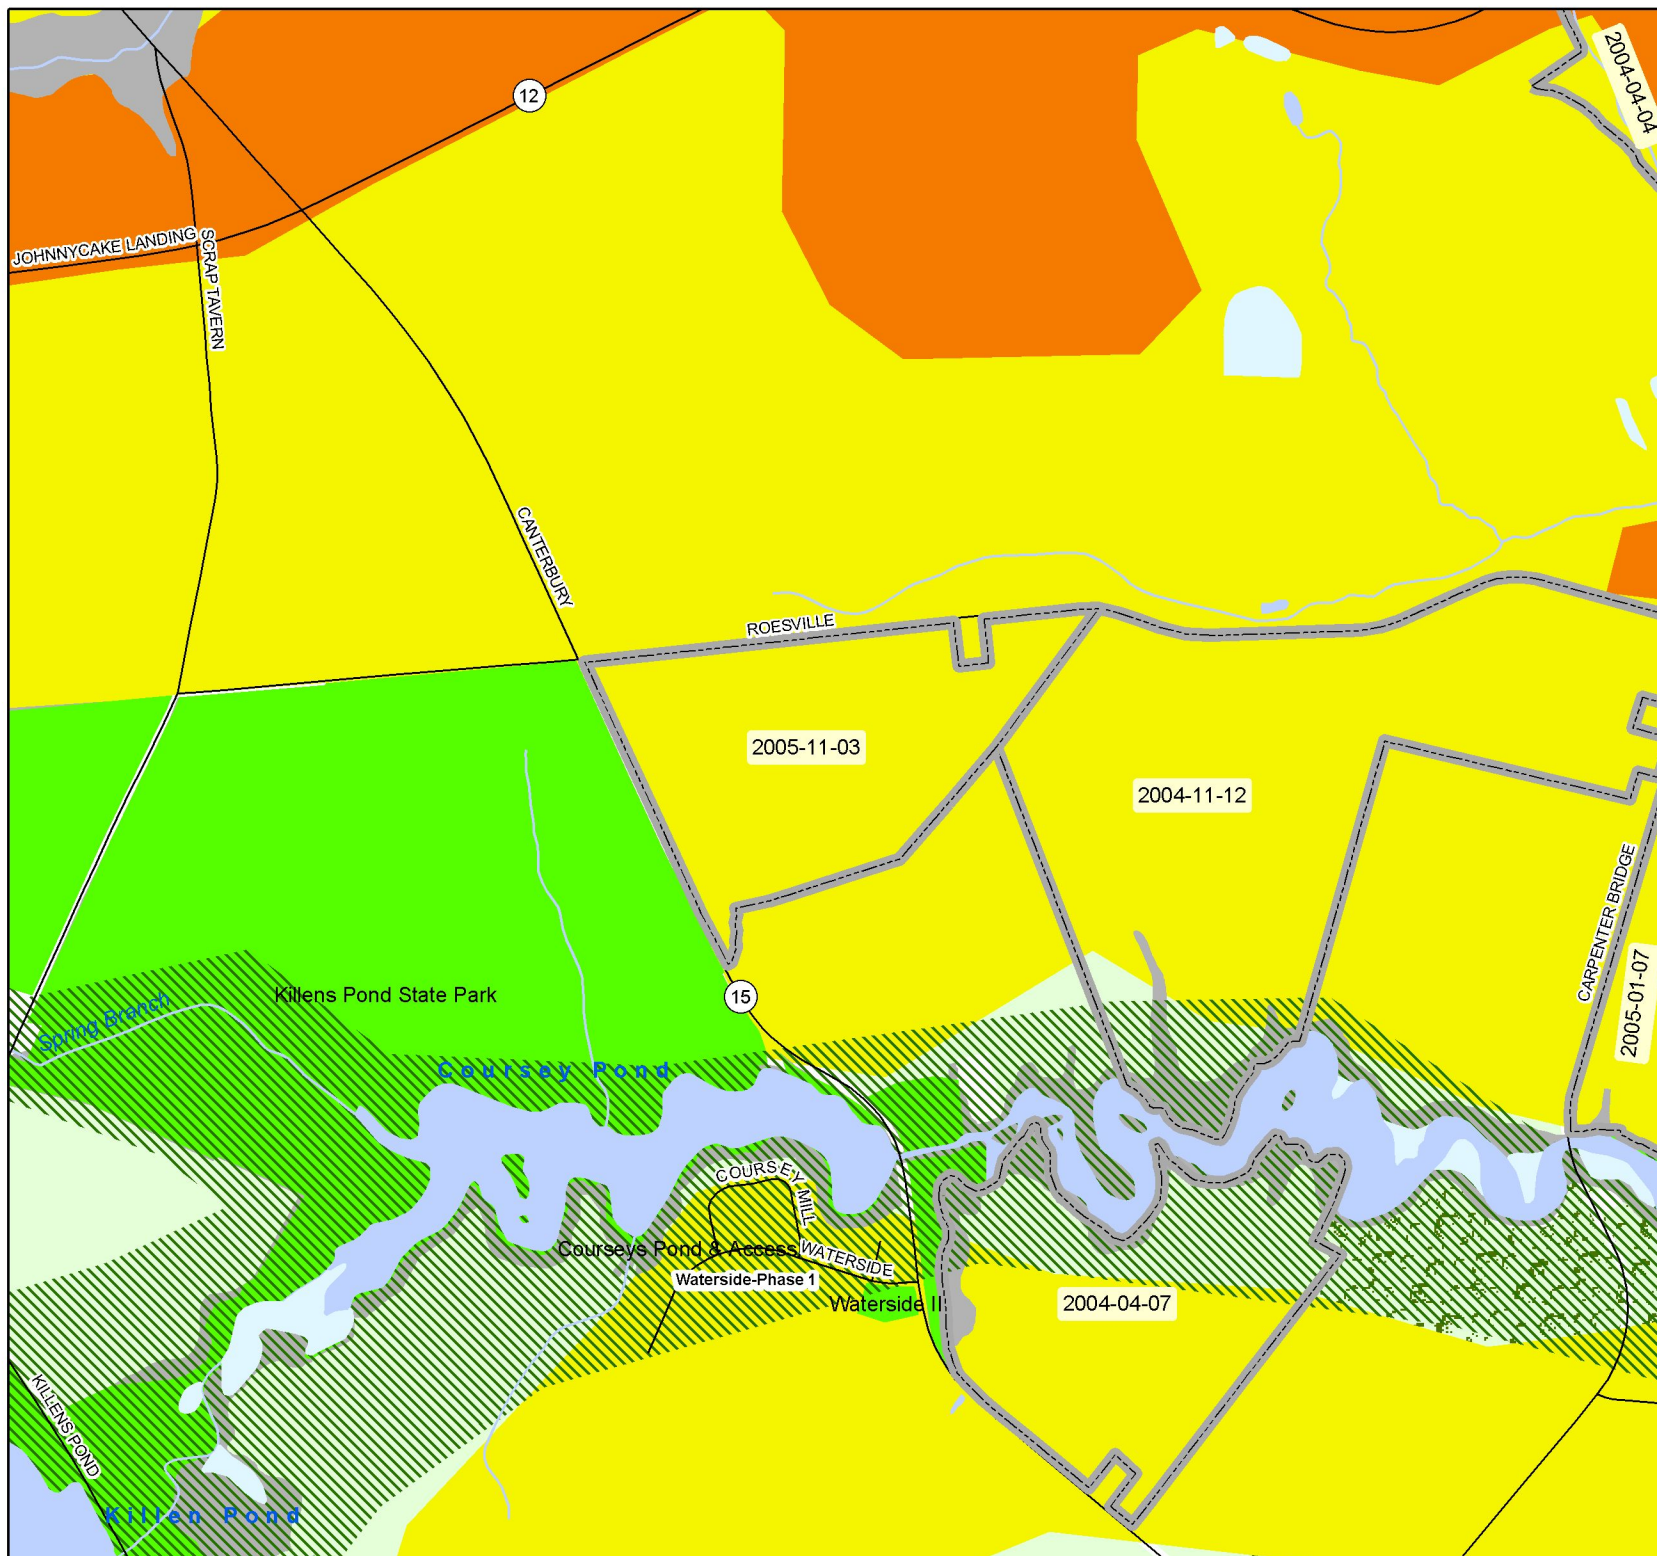 2004-04-04
12
JOHNNYCAKE LANDING
SCRAP TAVERN
CANTERBURY
ROESVILLE
2005-11-03
2004-11-12
CARPENTER BRIDGE
2005-01-07
Killens Pond State Park
15
Spring Branch
Coursey Pond
COURSEY MILL
Courseys Pond & Access
WATERSIDE
Waterside-Phase 1
Waterside II
2004-04-07
KILLENS POND
Killen Pond